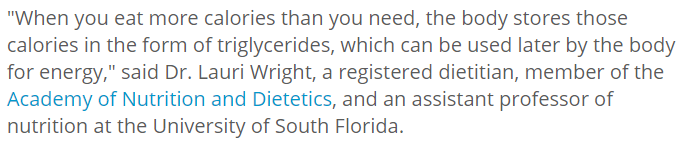 "When you eat more calories than you need, the body stores those
calories in the form of triglycerides, which can be used later by the body
for energy," said Dr. Lauri Wright, a registered dietitian, member of the
Academy of Nutrition and Dietetics, and an assistant professor of
nutrition at the University of South Florida.